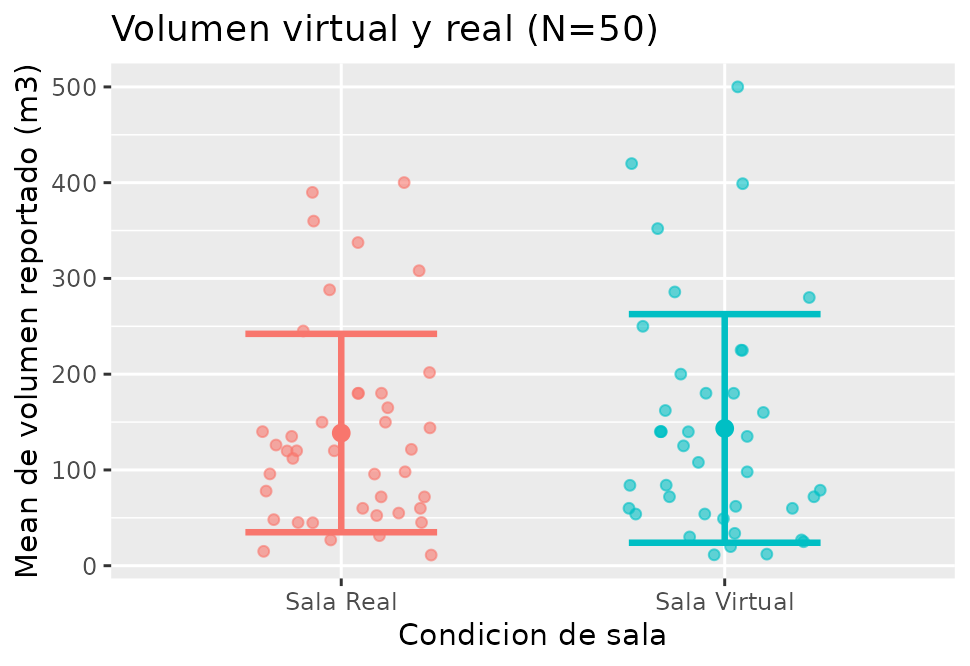 Volumen virtual y real (N=50)
Mean de volumen reportado (m3)
500
400
300
200
100
0
Sala Real
Sala Virtual
Condicion de sala